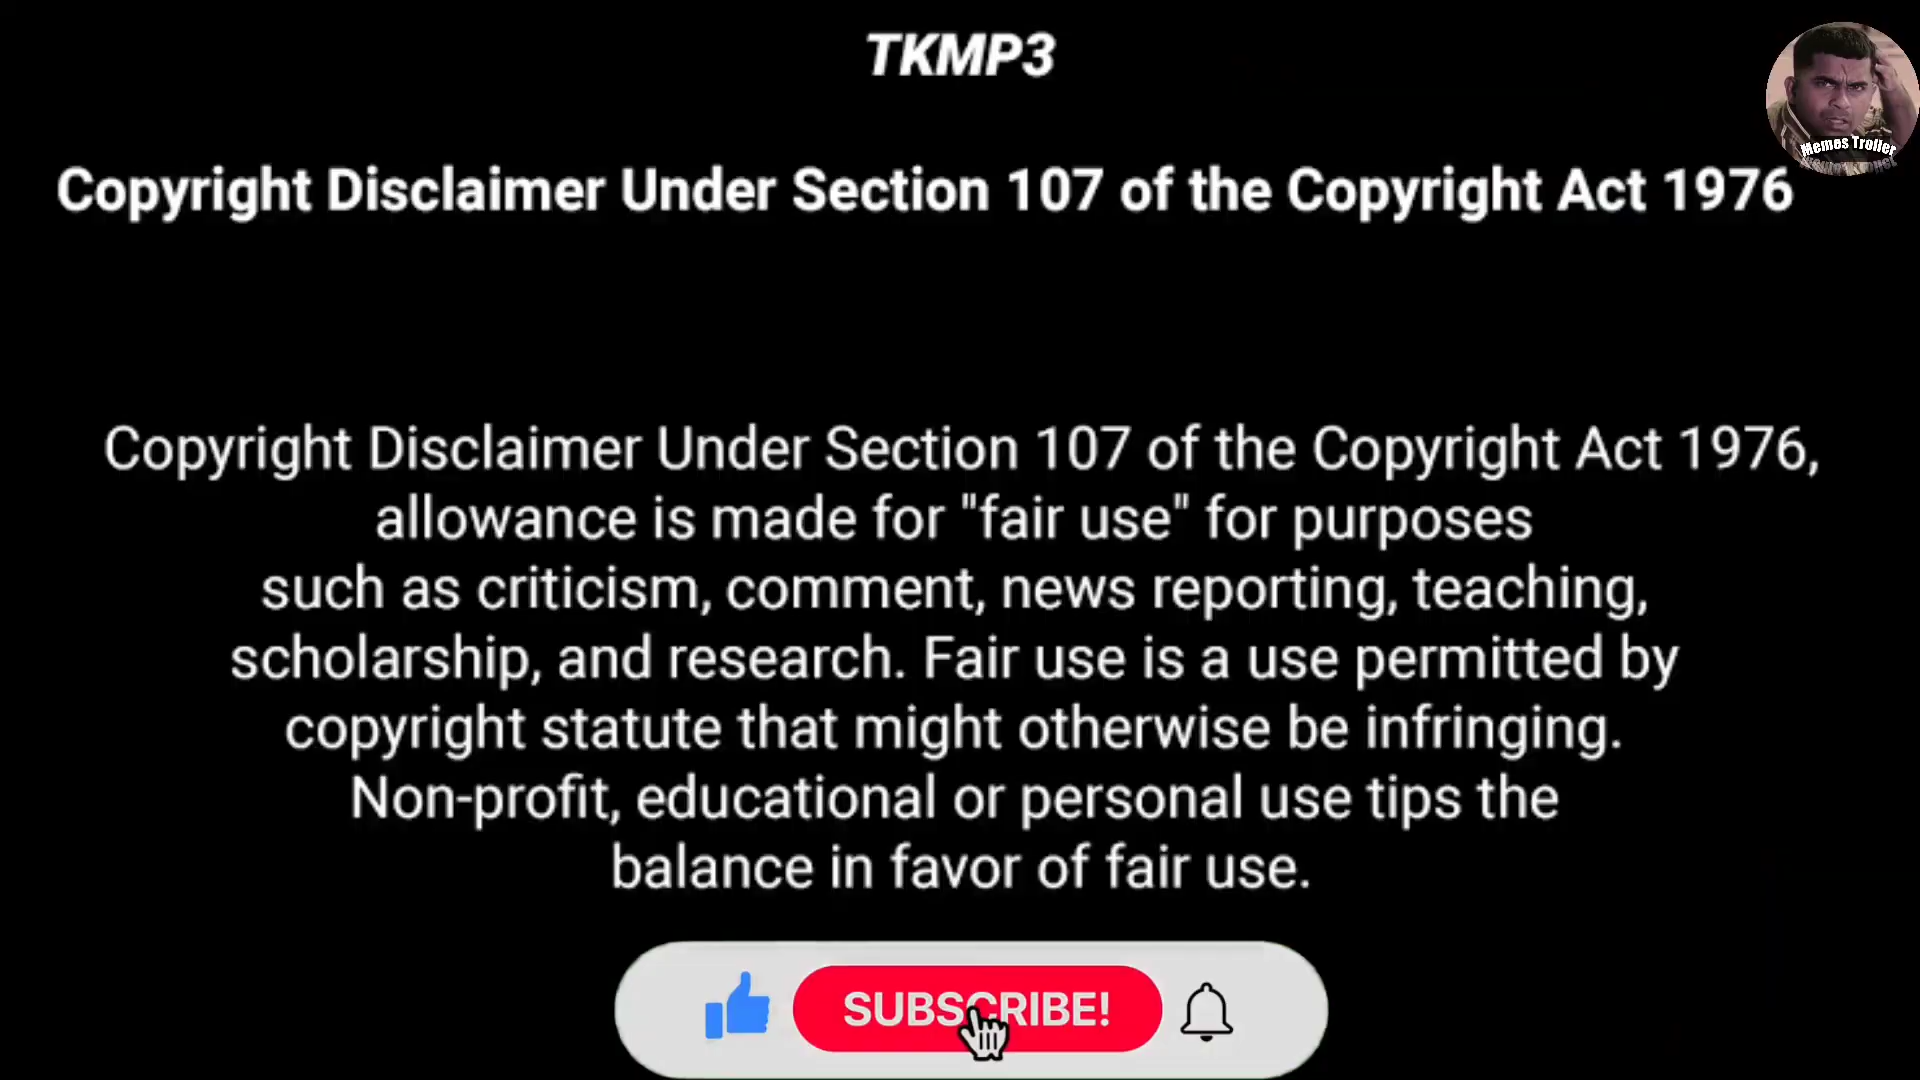 TKMP3
Memes Troller
Copyright Disclaimer Under Section 107 of the Copyright Act 1976
Copyright Disclaimer Under Section 107 of the Copyright Act 1976,
allowance is made for "fair use" for purposes
such as criticism, comment, news reporting, teaching,
scholarship, and research. Fair use is a use permitted by
copyright statute that might otherwise be infringing.
Non-profit, educational or personal use tips the
balance in favor of fair use.
SUBSCRIBE!